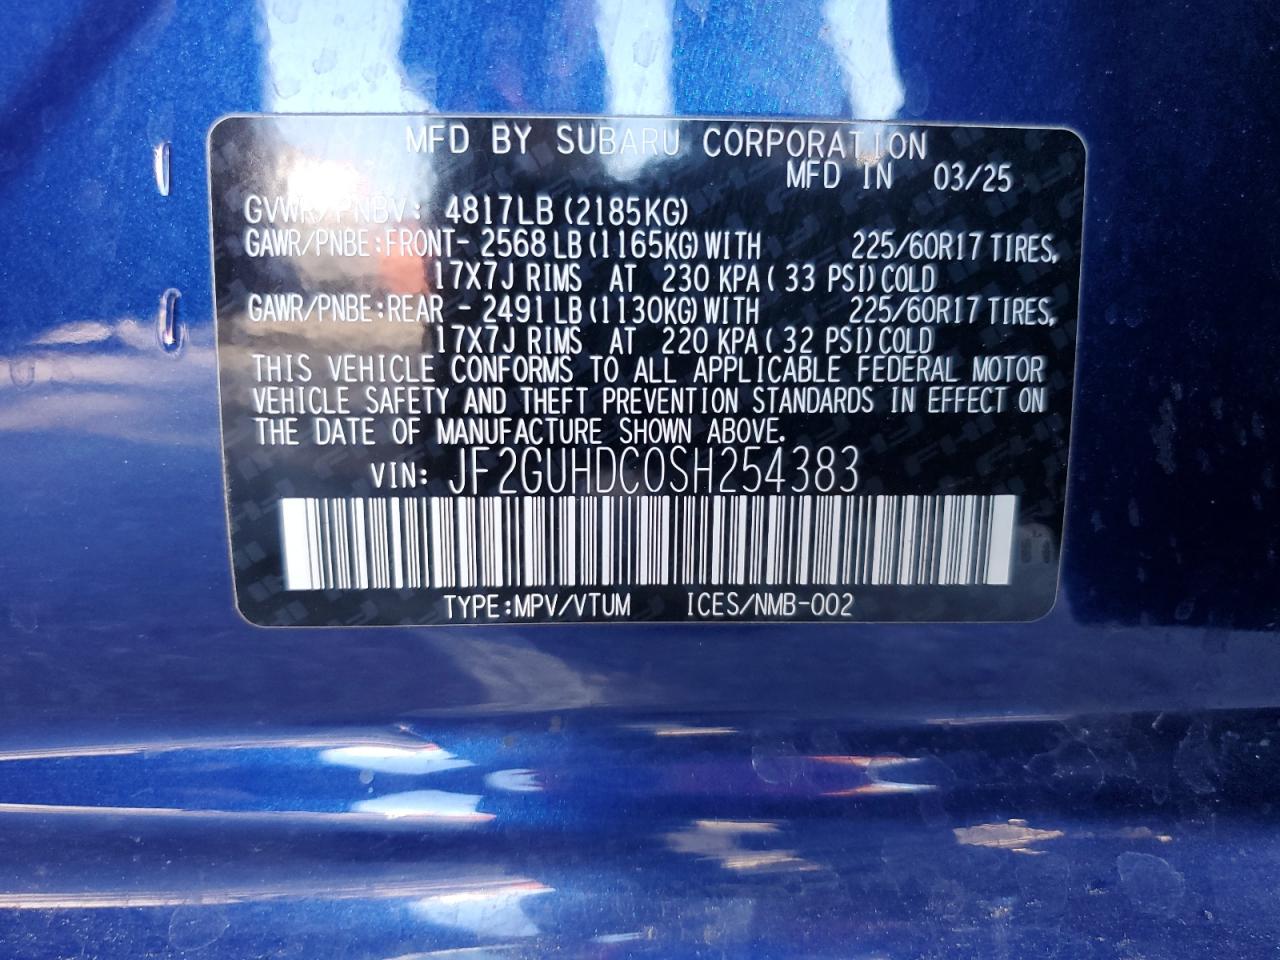 MFD BY SUBARU CORPORATION
MFD IN 03/25
GVWR/PNBV: 4817LB (2185KG)
GAWR/PNBE:FRONT- 2568 LB (1165KG) WITH 225/60R17 TIRES,
17X7J RIMS AT 230 KPA ( 33 PSI) COLD
GAWR/PNBE:REAR - 2491 LB (1130KG) WITH 225/60R17 TIRES,
17X7J RIMS AT 220 KPA ( 32 PSI) COLD
THIS VEHICLE CONFORMS TO ALL APPLICABLE FEDERAL MOTOR
VEHICLE SAFETY AND THEFT PREVENTION STANDARDS IN EFFECT ON
THE DATE OF MANUFACTURE SHOWN ABOVE.
VIN: JF2GUHDC0SH254383
TYPE:MPV/VTUM ICES/NMB-002